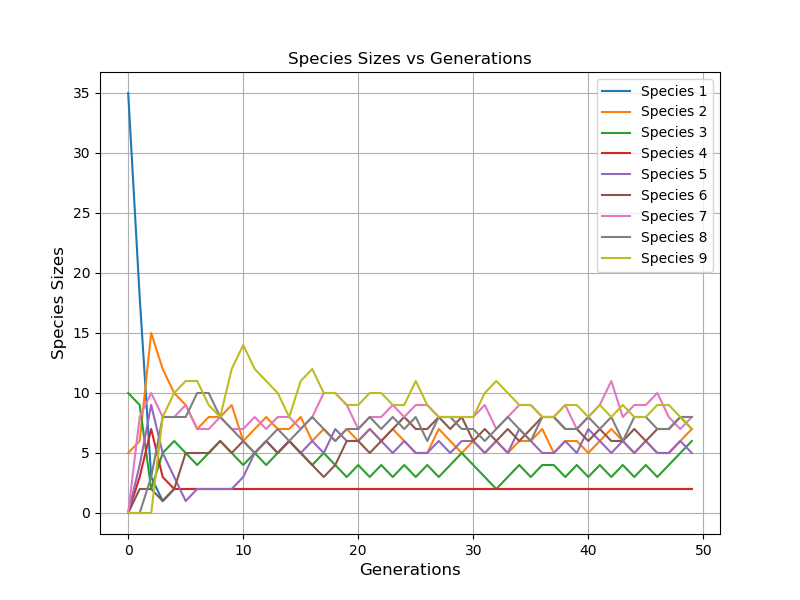 Species Sizes vs Generations
Species Sizes
35
30
25
20
15
10
5
0
Species 1
Species 2
Species 3
Species 4
Species 5
Species 6
Species 7
Species 8
Species 9
0 10 20 30 40 50
Generations